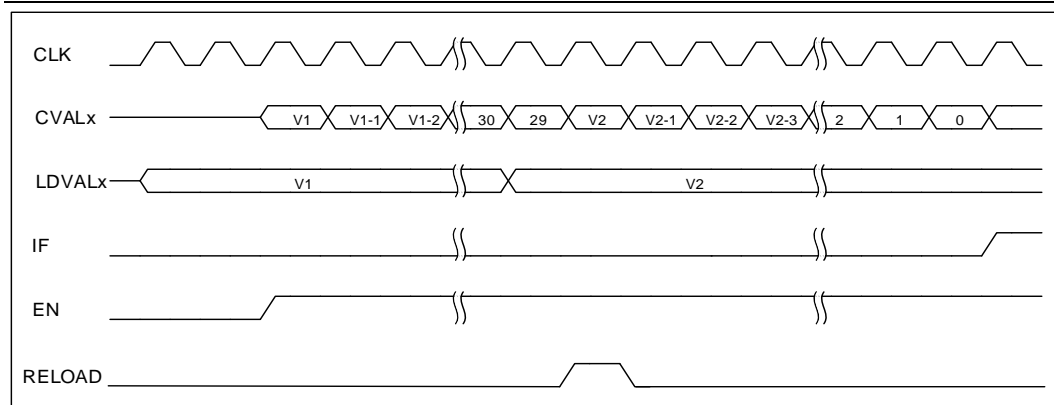 CLK
CVALx V1 V1-1 V1-2 30 29 V2 V2-1 V2-2 V2-3 2 1 0
LDVALx V1 V2
IF
EN
RELOAD